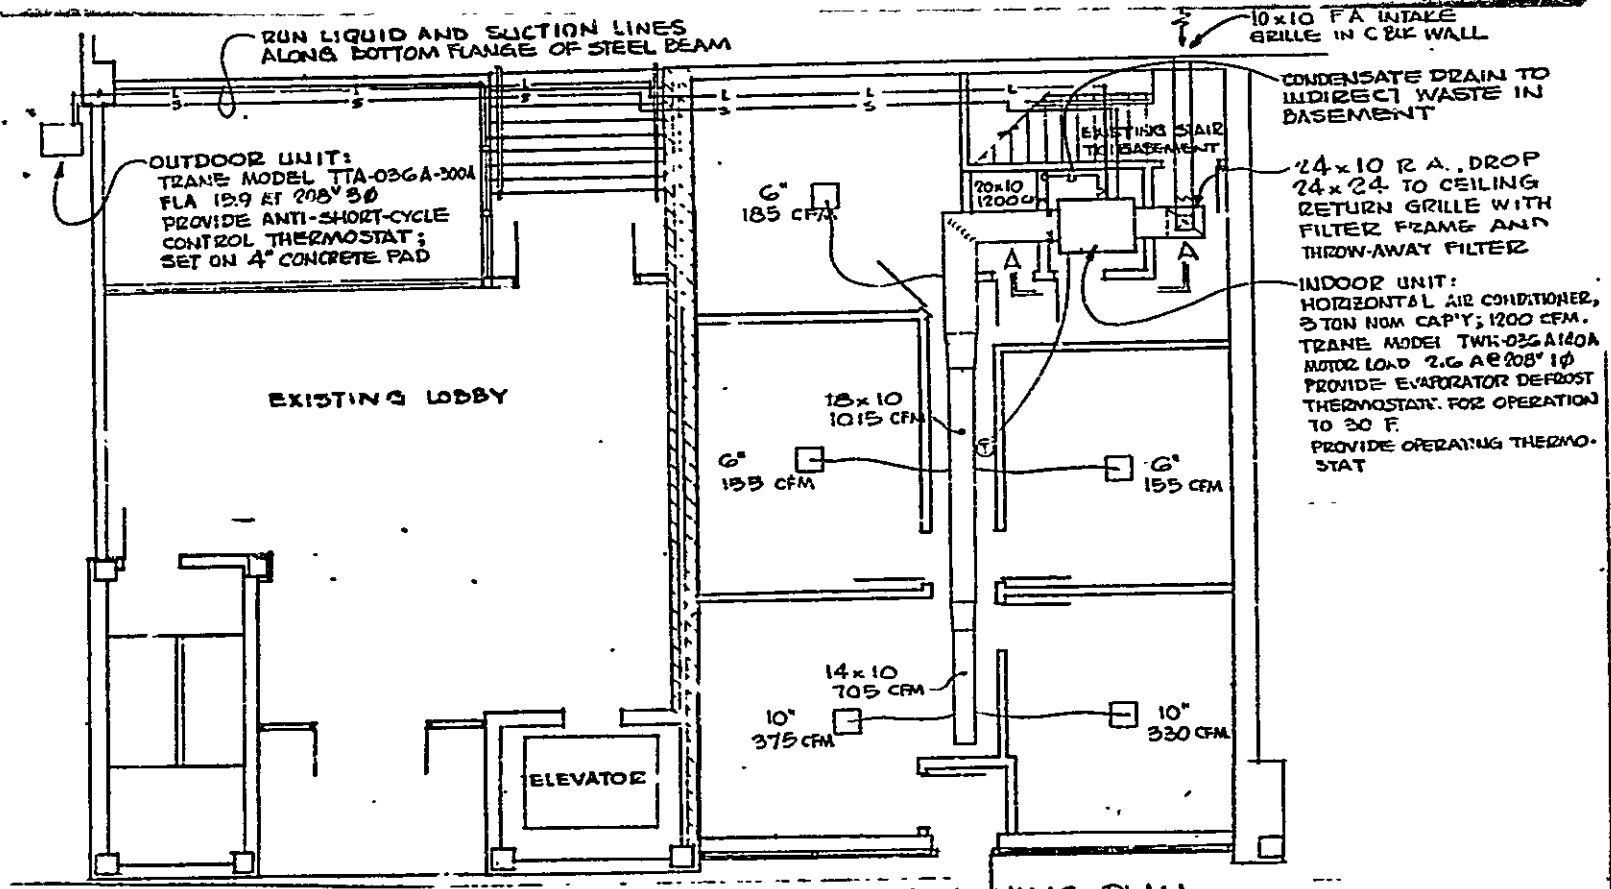 RUN LIQUID AND SUCTION LINES
ALONG BOTTOM FLANGE OF STEEL BEAM
10x10 F A INTAKE
GRILLE IN C BLK WALL
CONDENSATE DRAIN TO
INDIRECT WASTE IN
BASEMENT
L
S
L
S
L
S
L
S
L
S
L
EXISTING STAIR
TO BASEMENT
OUTDOOR UNIT:
TRANE MODEL TTA-036A-300A
FLA 15.9 AT 208V 3Ø
PROVIDE ANTI-SHORT-CYCLE
CONTROL THERMOSTAT;
SET ON 4" CONCRETE PAD
6"
185 CFM
20x10
1200
24x10 R.A., DROP
24x24 TO CEILING
RETURN GRILLE WITH
FILTER FRAME AND
THROW-AWAY FILTER
A
A
INDOOR UNIT:
HORIZONTAL AIR CONDITIONER,
3 TON NOM CAP'Y; 1200 CFM.
TRANE MODEL TWH-036A140A
MOTOR LOAD 2.6 A@208V 1Ø
PROVIDE EVAPORATOR DEFROST
THERMOSTAT. FOR OPERATION
TO 30 F.
PROVIDE OPERATING THERMO-
STAT
EXISTING LOBBY
18x10
1015 CFM
T
6"
155 CFM
6"
155 CFM
14x10
705 CFM
10"
375 CFM
10"
330 CFM
ELEVATOR
PLAN